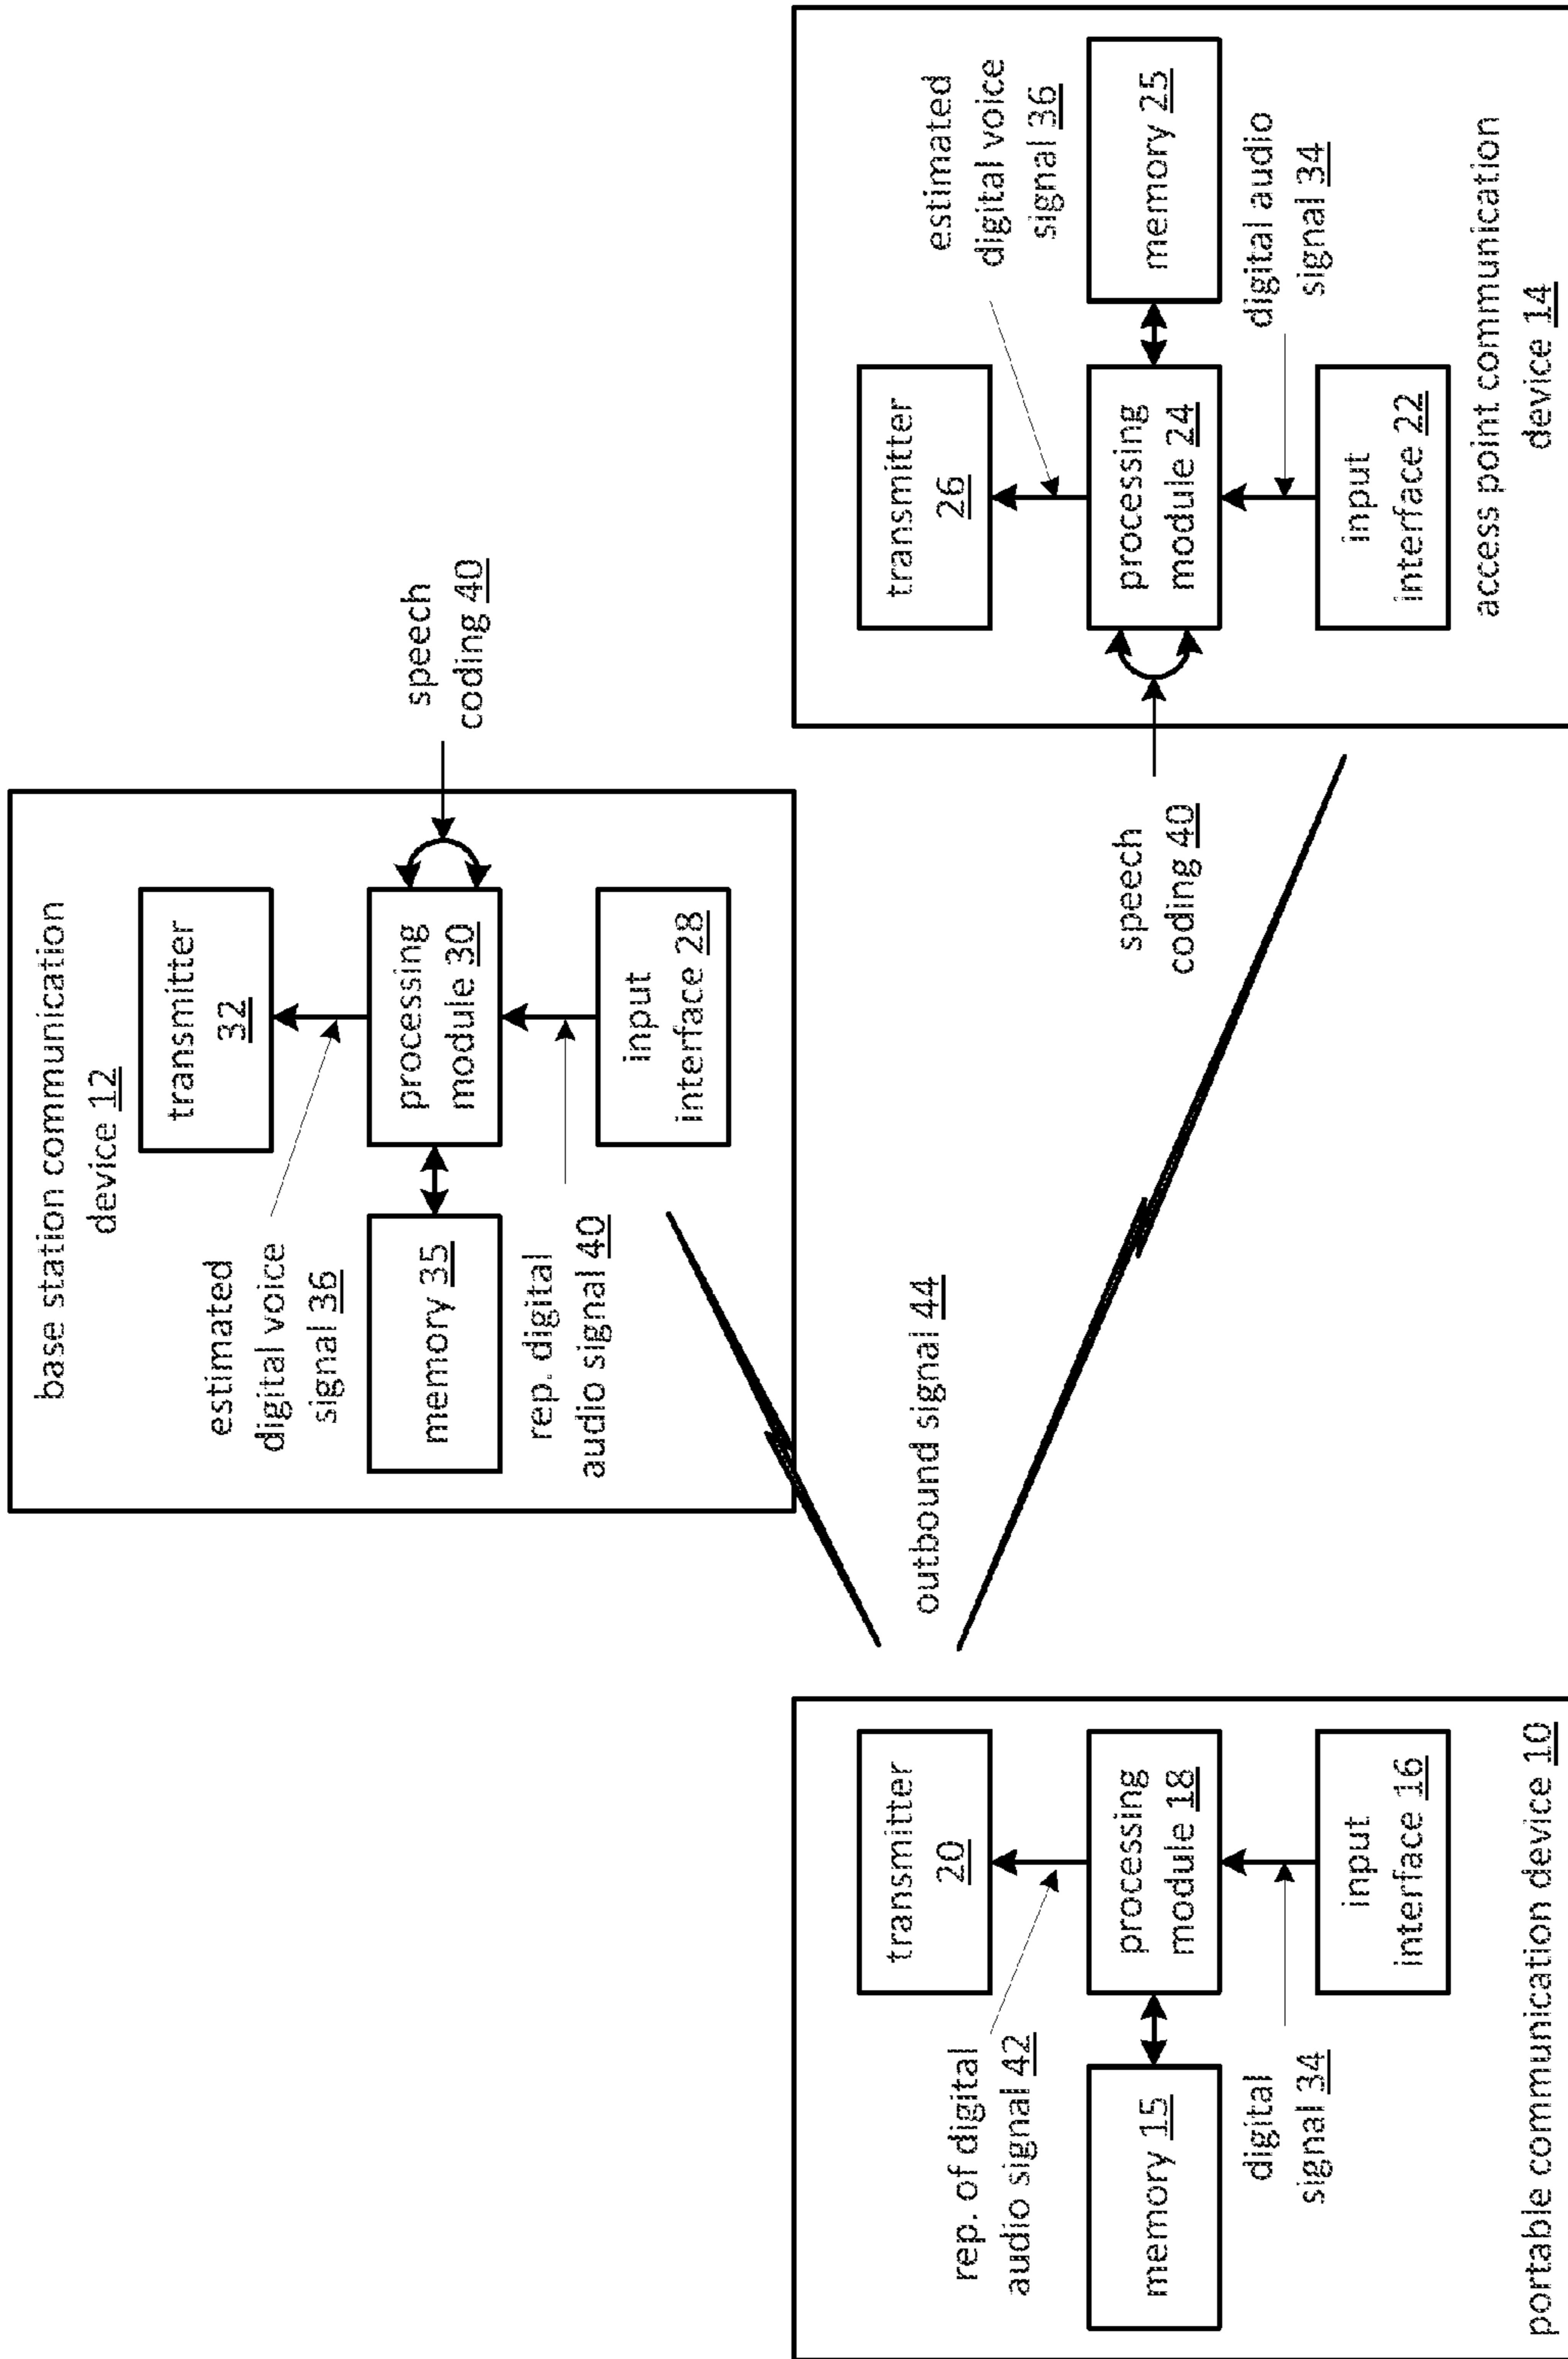 base station communication
device 12
transmitter
32
estimated
digital voice
signal 36
processing
module 30
memory 35
speech
coding 40
rep. digital
audio signal 40
input
interface 28
outbound signal 44
transmitter
20
rep. of digital
audio signal 42
processing
module 18
memory 15
digital
signal 34
input
interface 16
portable communication device 10
transmitter
26
estimated
digital voice
signal 36
speech
coding 40
processing
module 24
memory 25
digital audio
signal 34
input
interface 22
access point communication
device 14